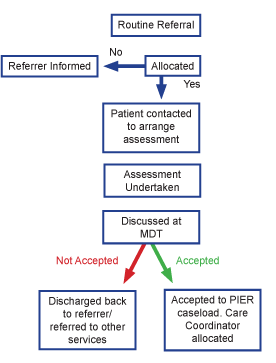 Routine Referral
No
Referrer Informed
Allocated
Yes
Patient contacted
to arrange
assessment
Assessment
Undertaken
Discussed at
MDT
Not Accepted
Accepted
Discharged back
to referrer/
referred to other
services
Accepted to PIER
caseload. Care
Coordinator
allocated